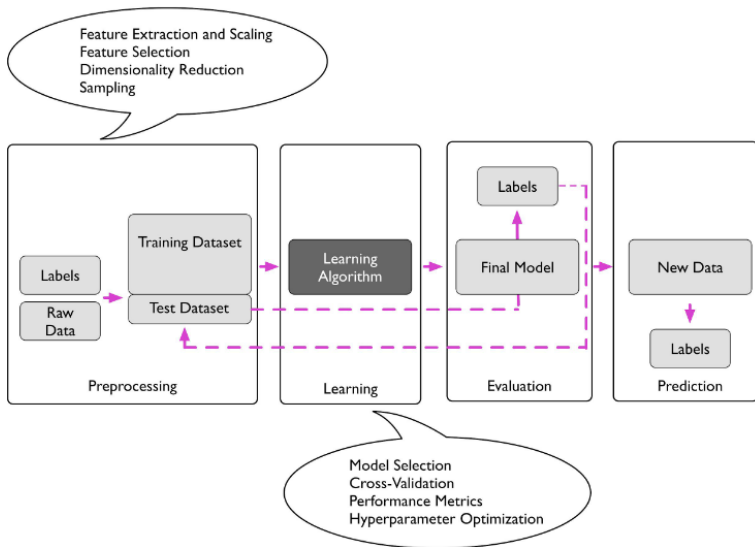 Feature Extraction and Scaling
Feature Selection
Dimensionality Reduction
Sampling
Labels
Raw
Data
Training Dataset
Test Dataset
Preprocessing
Learning
Algorithm
Learning
Labels
Final Model
Evaluation
New Data
Labels
Prediction
Model Selection
Cross-Validation
Performance Metrics
Hyperparameter Optimization